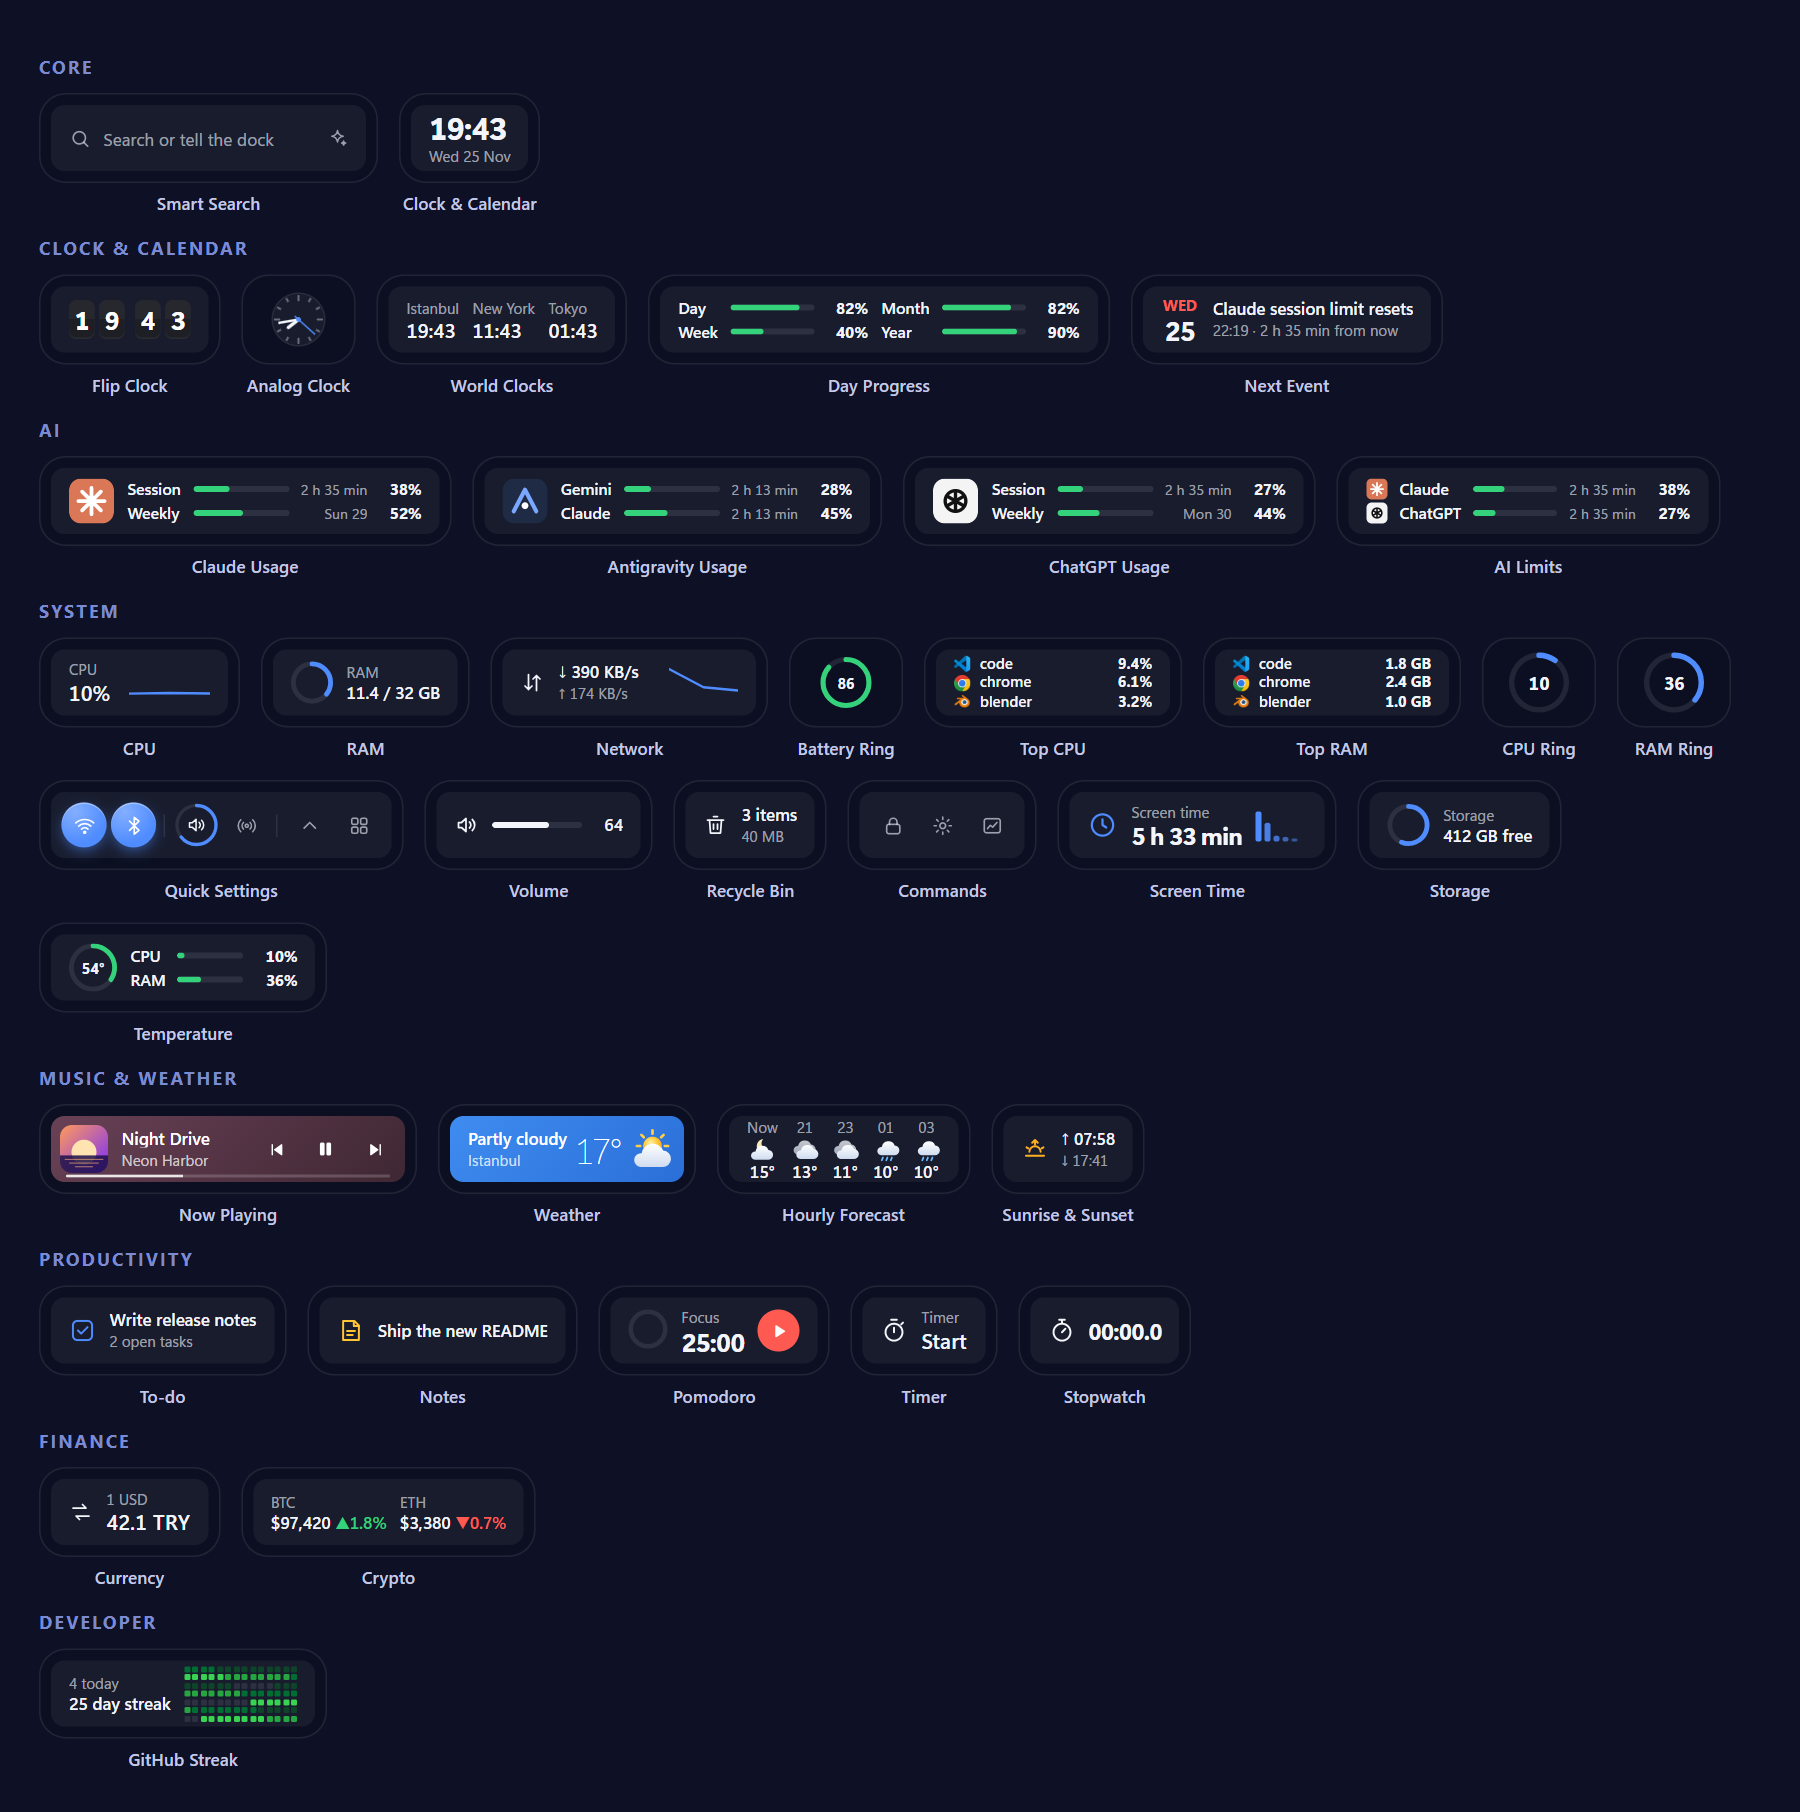 CORE
Search or tell the dock
19:43
Wed 25 Nov
Smart Search
Clock & Calendar
CLOCK & CALENDAR
1 9 4 3
Istanbul New York Tokyo
19:43 11:43 01:43
Day 82% Month 82%
Week 40% Year 90%
WED
25
Claude session limit resets
22:19 · 2 h 35 min from now
Flip Clock
Analog Clock
World Clocks
Day Progress
Next Event
AI
Session 2 h 35 min 38%
Weekly Sun 29 52%
Gemini 2 h 13 min 28%
Claude 2 h 13 min 45%
Session 2 h 35 min 27%
Weekly Mon 30 44%
Claude 2 h 35 min 38%
ChatGPT 2 h 35 min 27%
Claude Usage
Antigravity Usage
ChatGPT Usage
AI Limits
SYSTEM
CPU
10%
RAM
11.4 / 32 GB
↓ 390 KB/s
↑ 174 KB/s
86
code 9.4%
chrome 6.1%
blender 3.2%
code 1.8 GB
chrome 2.4 GB
blender 1.0 GB
10
36
CPU
RAM
Network
Battery Ring
Top CPU
Top RAM
CPU Ring
RAM Ring
64
3 items
40 MB
Screen time
5 h 33 min
Storage
412 GB free
Quick Settings
Volume
Recycle Bin
Commands
Screen Time
Storage
54°
CPU 10%
RAM 36%
Temperature
MUSIC & WEATHER
Night Drive
Neon Harbor
Partly cloudy
Istanbul
17°
Now 21 23 01 03
15° 13° 11° 10° 10°
↑ 07:58
↓ 17:41
Now Playing
Weather
Hourly Forecast
Sunrise & Sunset
PRODUCTIVITY
Write release notes
2 open tasks
Ship the new README
Focus
25:00
Timer
Start
00:00.0
To-do
Notes
Pomodoro
Timer
Stopwatch
FINANCE
1 USD
42.1 TRY
BTC
$97,420 ▲1.8%
ETH
$3,380 ▼0.7%
Currency
Crypto
DEVELOPER
4 today
25 day streak
GitHub Streak